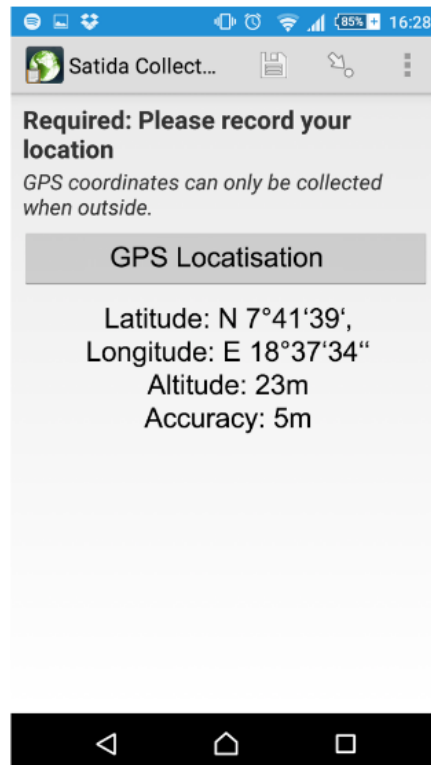 85% 16:28
Satida Collect...
Required: Please record your
location
GPS coordinates can only be collected
when outside.
GPS Locatisation
Latitude: N 7°41‘39‘,
Longitude: E 18°37‘34“
Altitude: 23m
Accuracy: 5m